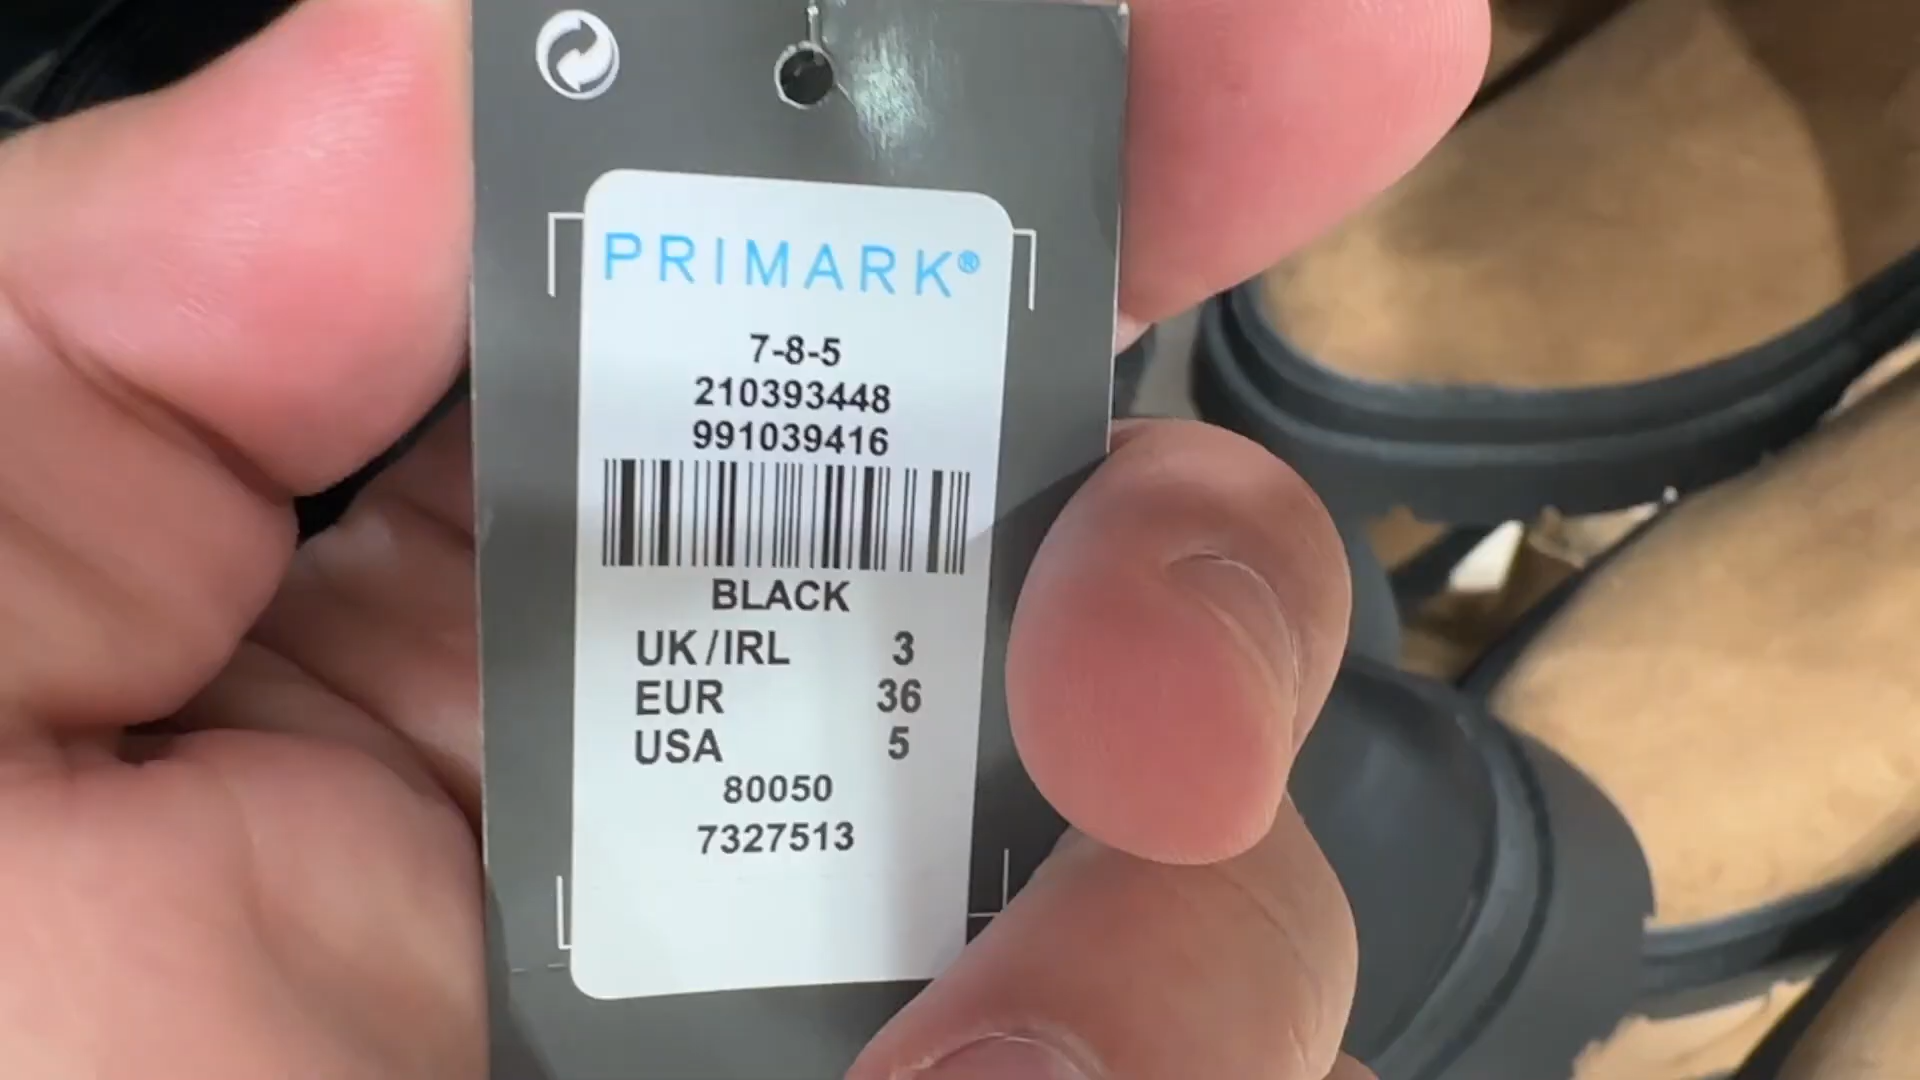 PRIMARK®
7-8-5
210393448
991039416
BLACK
UK/IRL 3
EUR 36
USA 5
80050
7327513